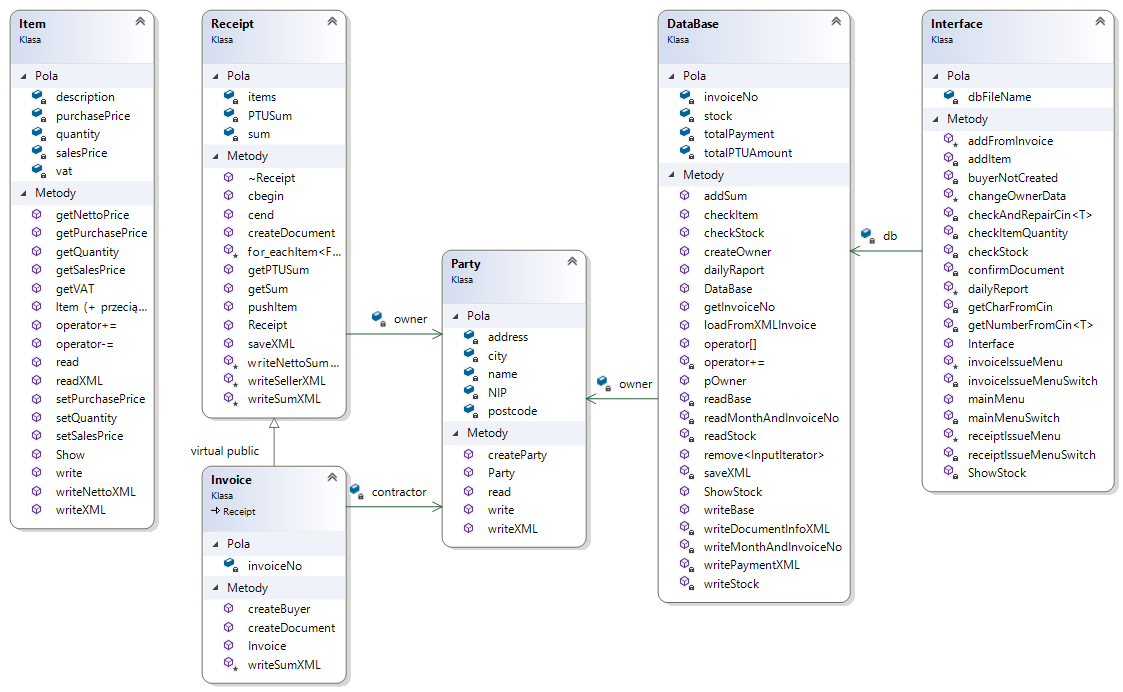 Item
Klasa
Pola
description
purchasePrice
quantity
salesPrice
vat
Metody
getNettoPrice
getPurchasePrice
getQuantity
getSalesPrice
getVAT
Item (+ przecią...
operator+=
operator-=
read
readXML
setPurchasePrice
setQuantity
setSalesPrice
Show
write
writeNettoXML
writeXML
Receipt
Klasa
Pola
items
PTUSum
sum
Metody
~Receipt
cbegin
cend
createDocument
for_eachItem<F...
getPTUSum
getSum
pushItem
Receipt
saveXML
writeNettoSum...
writeSellerXML
writeSumXML
owner
virtual public
Invoice
Klasa
Receipt
Pola
invoiceNo
Metody
createBuyer
createDocument
Invoice
writeSumXML
contractor
Party
Klasa
Pola
address
city
name
NIP
postcode
Metody
createParty
Party
read
write
writeXML
owner
DataBase
Klasa
Pola
invoiceNo
stock
totalPayment
totalPTUAmount
Metody
addSum
checkItem
checkStock
createOwner
dailyRaport
DataBase
getInvoiceNo
loadFromXMLInvoice
operator[]
operator+=
pOwner
readBase
readMonthAndInvoiceNo
readStock
remove<InputIterator>
saveXML
ShowStock
writeBase
writeDocumentInfoXML
writeMonthAndInvoiceNo
writePaymentXML
writeStock
db
Interface
Klasa
Pola
dbFileName
Metody
addFromInvoice
addItem
buyerNotCreated
changeOwnerData
checkAndRepairCin<T>
checkItemQuantity
checkStock
confirmDocument
dailyReport
getCharFromCin
getNumberFromCin<T>
Interface
invoiceIssueMenu
invoiceIssueMenuSwitch
mainMenu
mainMenuSwitch
receiptIssueMenu
receiptIssueMenuSwitch
ShowStock